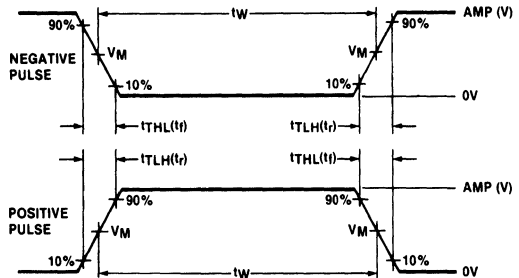 90% tW 90% AMP (V)
NEGATIVE
PULSE
VM VM
10% 10%
0V
tTHL(tf) tTLH(tr)
tTLH(tr) tTHL(tf)
AMP (V)
90% 90%
POSITIVE
PULSE
VM VM
10% 10%
tW 0V